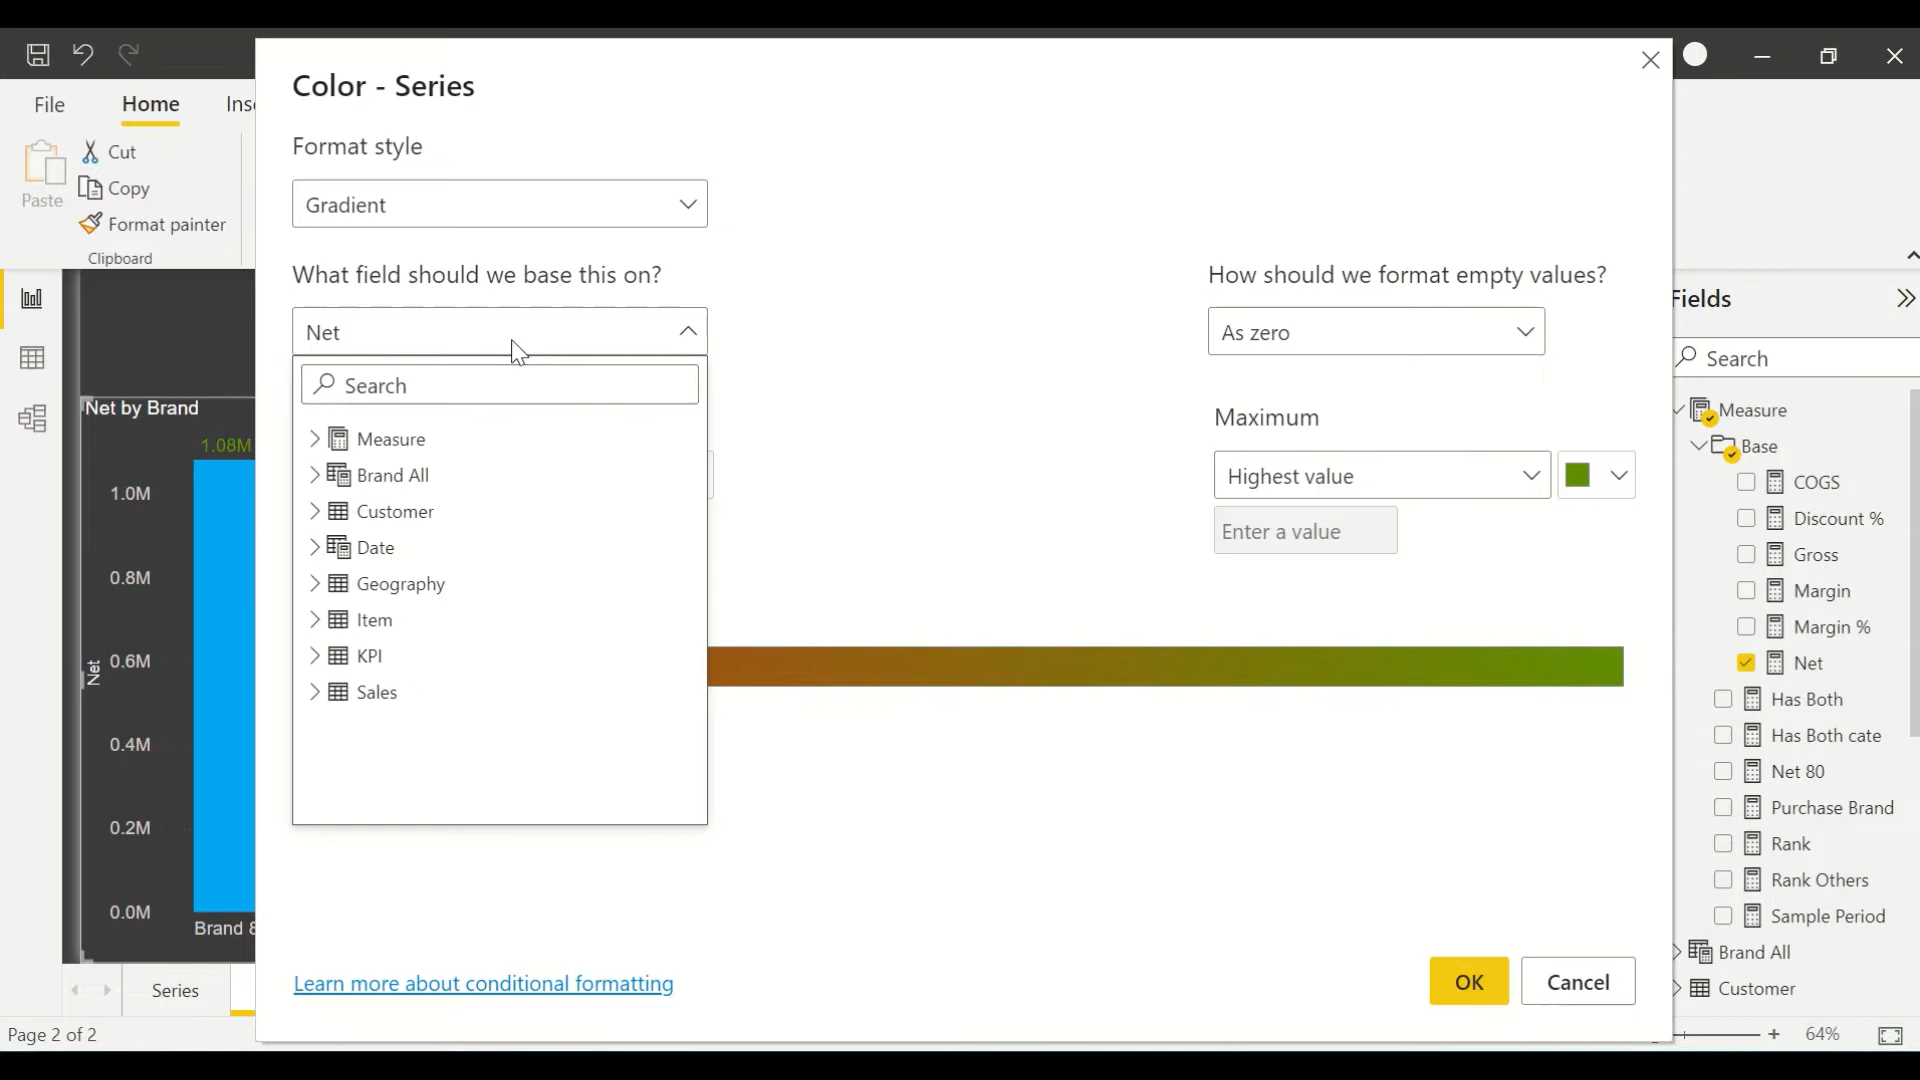 File
Home
Ins
Paste
Cut
Copy
Format painter
Clipboard
Color - Series
Format style
Gradient
What field should we base this on?
Net
Search
Measure
Brand All
Customer
Date
Geography
Item
KPI
Sales
How should we format empty values?
As zero
Maximum
Highest value
Enter a value
Learn more about conditional formatting
OK
Cancel
Net by Brand
1.08M
1.0M
0.8M
0.6M
0.4M
0.2M
0.0M
Net
Brand 8
Series
Page 2 of 2
Fields
Search
Measure
Base
COGS
Discount %
Gross
Margin
Margin %
Net
Has Both
Has Both cate
Net 80
Purchase Brand
Rank
Rank Others
Sample Period
Brand All
Customer
64%